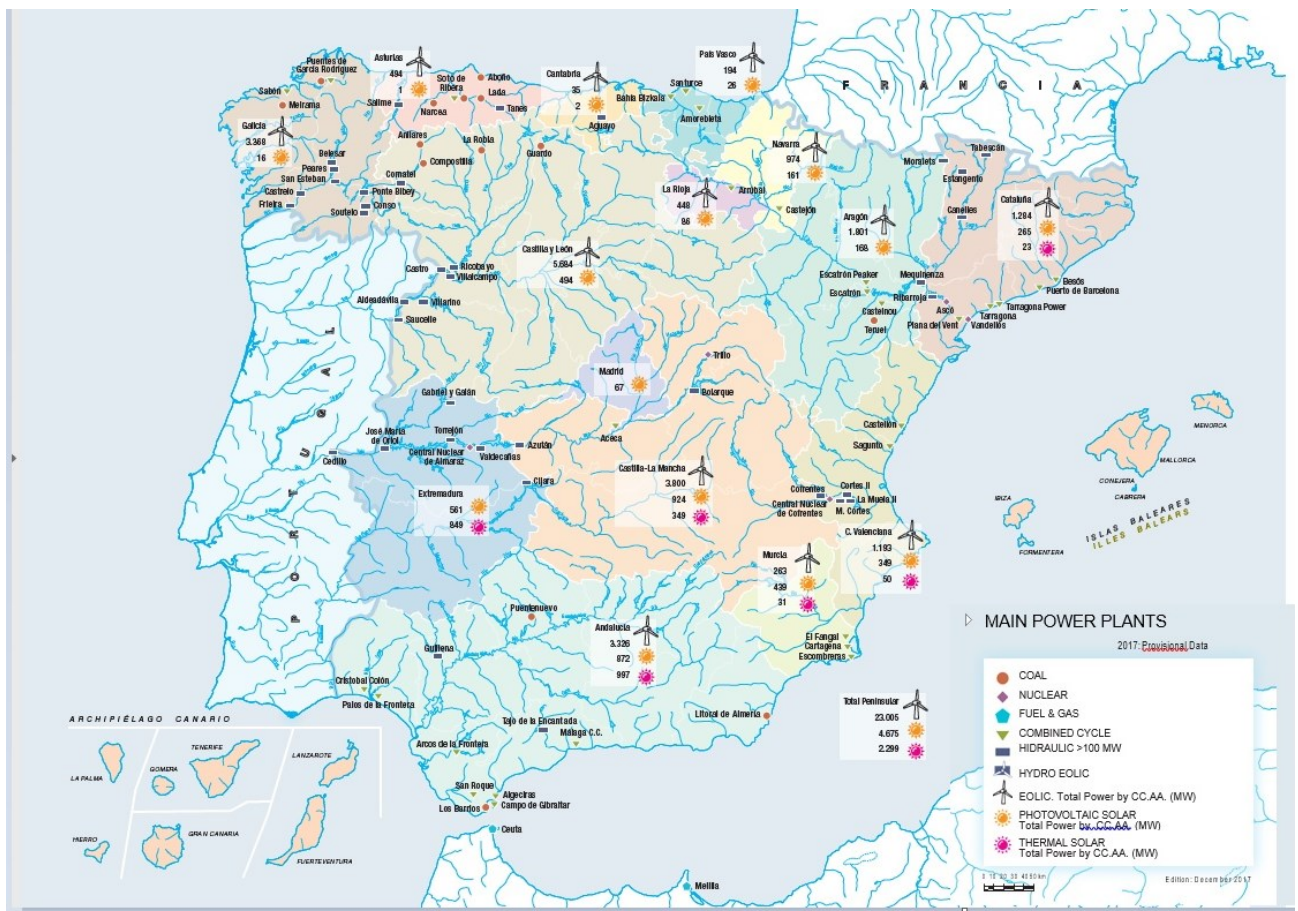 Puentes de
García Rodríguez
Sabón
Meirama
Galicia
3.368
16
Belesar
Peares
San Esteban
Castrelo
Frieira
Ponte Bibey
Conso
Soutelo
Cornatel
Asturias
494
1
Salime
Soto de
Ribera
Aboño
Lada
Narcea
Tanes
Anllares
La Robla
Compostilla
Guardo
Cantabria
35
2
Aguayo
País Vasco
194
26
Santurce
Bahía Bizkaia
Amorebieta
F R A N C I A
Navarra
974
161
La Rioja
448
86
Arrúbal
Castejón
Aragón
1.801
168
Escatrón Peaker
Escatrón
Castelnou
Teruel
Mequinenza
Ribarroja
Moralets
Tabescán
Estangento
Canelles
Cataluña
1.284
265
23
Besós
Puerto de Barcelona
Tarragona Power
Tarragona
Vandellós
Ascó
Plana del Vent
Castilla y León
5.684
494
Castro
Ricobayo
Villalcampo
Aldeadávila
Villarino
Saucelle
Madrid
67
Trillo
Bolarque
Aceca
Gabriel y Galán
José María
de Oriol
Torrejón
Cedillo
Central Nuclear
de Almaraz
Valdecañas
Azután
Cijara
Extremadura
561
849
Castilla-La Mancha
3.800
924
349
Castellón
Sagunto
Cofrentes
Cortes II
La Muela II
M. Cortes
Central Nuclear
de Cofrentes
C. Valenciana
1.193
349
50
Murcia
263
439
31
El Fangal
Cartagena
Escombreras
Andalucía
3.326
872
997
Puentenuevo
Guillena
Cristobal Colón
Palos de la Frontera
Arcos de la Frontera
Tajo de la Encantada
Málaga C.C.
Litoral de Almería
San Roque
Algeciras
Campo de Gibraltar
Los Barrios
Ceuta
Melilla
P O R T U G A L
Total Peninsular
23.005
4.675
2.299
MENORCA
MALLORCA
CONEJERA
CABRERA
IBIZA
FORMENTERA
ISLAS BALEARES
ILLES BALEARS
ARCHIPIÉLAGO CANARIO
LA PALMA
TENERIFE
GOMERA
LANZAROTE
HIERRO
GRAN CANARIA
FUERTEVENTURA
MAIN POWER PLANTS
2017: Provisional Data
COAL
NUCLEAR
FUEL & GAS
COMBINED CYCLE
HIDRAULIC >100 MW
HYDRO EOLIC
EOLIC. Total Power by CC.AA. (MW)
PHOTOVOLTAIC SOLAR
Total Power by CC.AA. (MW)
THERMAL SOLAR
Total Power by CC.AA. (MW)
0 10 20 30 40 50 km
Edition: December 2017